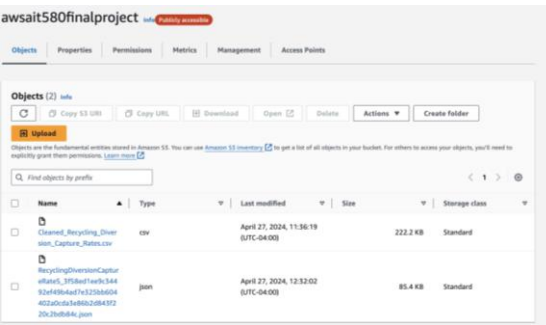 awsait580finalproject Info Publicly accessible
Objects Properties Permissions Metrics Management Access Points
Objects (2) Info
Copy S3 URI Copy URL Download Open Delete Actions Create folder
Upload
Objects are the fundamental entities stored in Amazon S3. You can use Amazon S3 inventory to get a list of all objects in your bucket. For others to access your objects, you'll need to
explicitly grant them permissions. Learn more
Find objects by prefix 1
Name Type Last modified Size Storage class
Cleaned_Recycling_Diver
sion_Capture_Rates.csv
csv
April 27, 2024, 11:36:19
(UTC-04:00)
222.2 KB
Standard
RecyclingDiversionCaptur
json
April 27, 2024, 12:32:02
(UTC-04:00)
85.4 KB
Standard